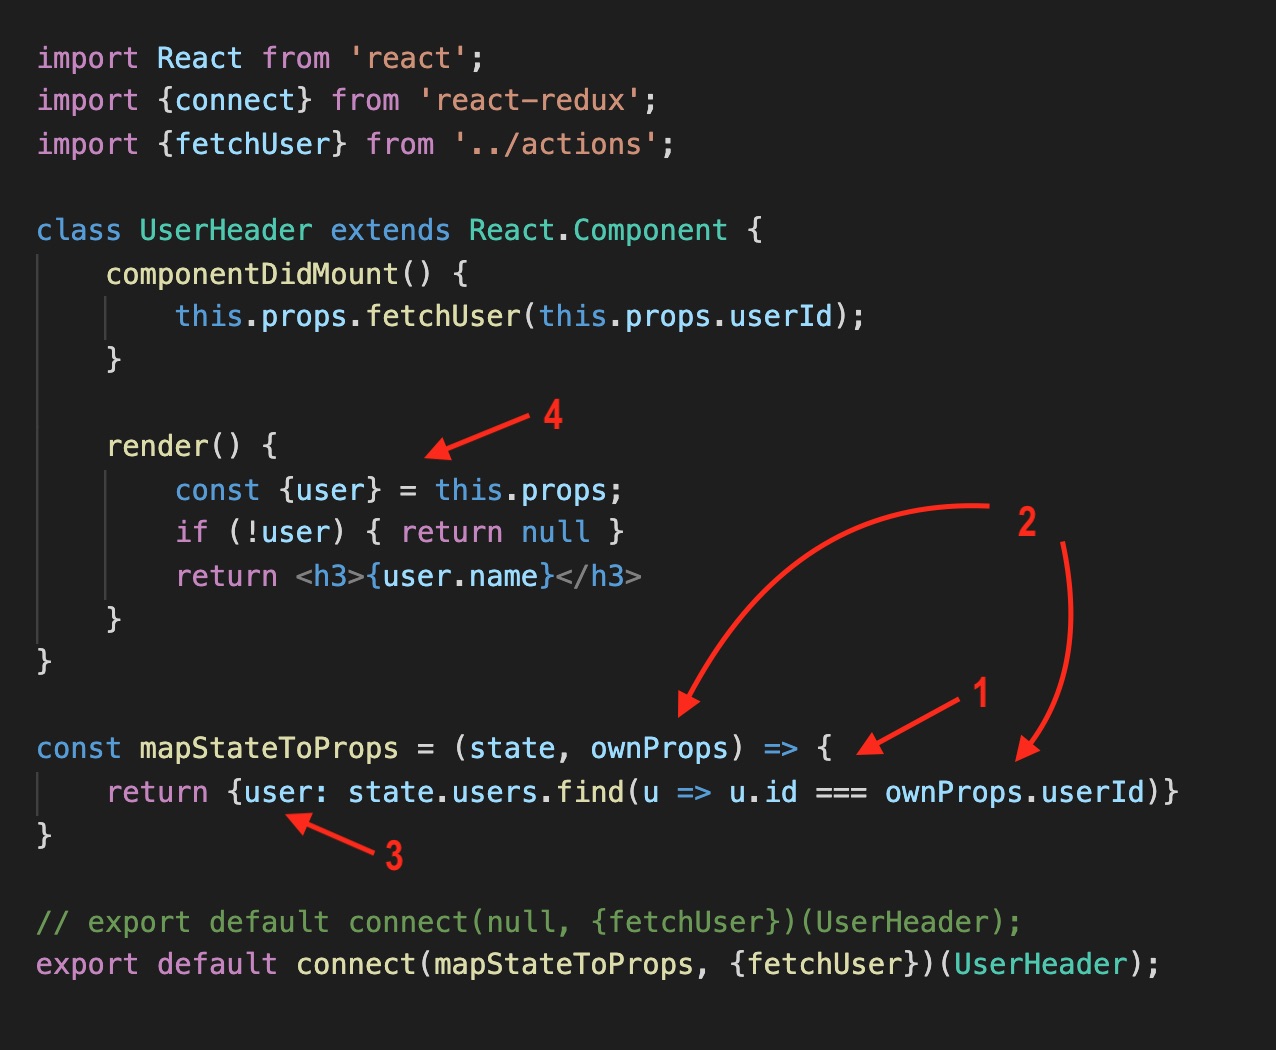 import React from 'react';
import {connect} from 'react-redux';
import {fetchUser} from '../actions';

class UserHeader extends React.Component {
    componentDidMount() {
        this.props.fetchUser(this.props.userId);
    }

4
    render() {
        const {user} = this.props;
2
        if (!user) { return null }
        return <h3>{user.name}</h3>
    }
}

1
const mapStateToProps = (state, ownProps) => {
    return {user: state.users.find(u => u.id === ownProps.userId)}
}
3

// export default connect(null, {fetchUser})(UserHeader);
export default connect(mapStateToProps, {fetchUser})(UserHeader);